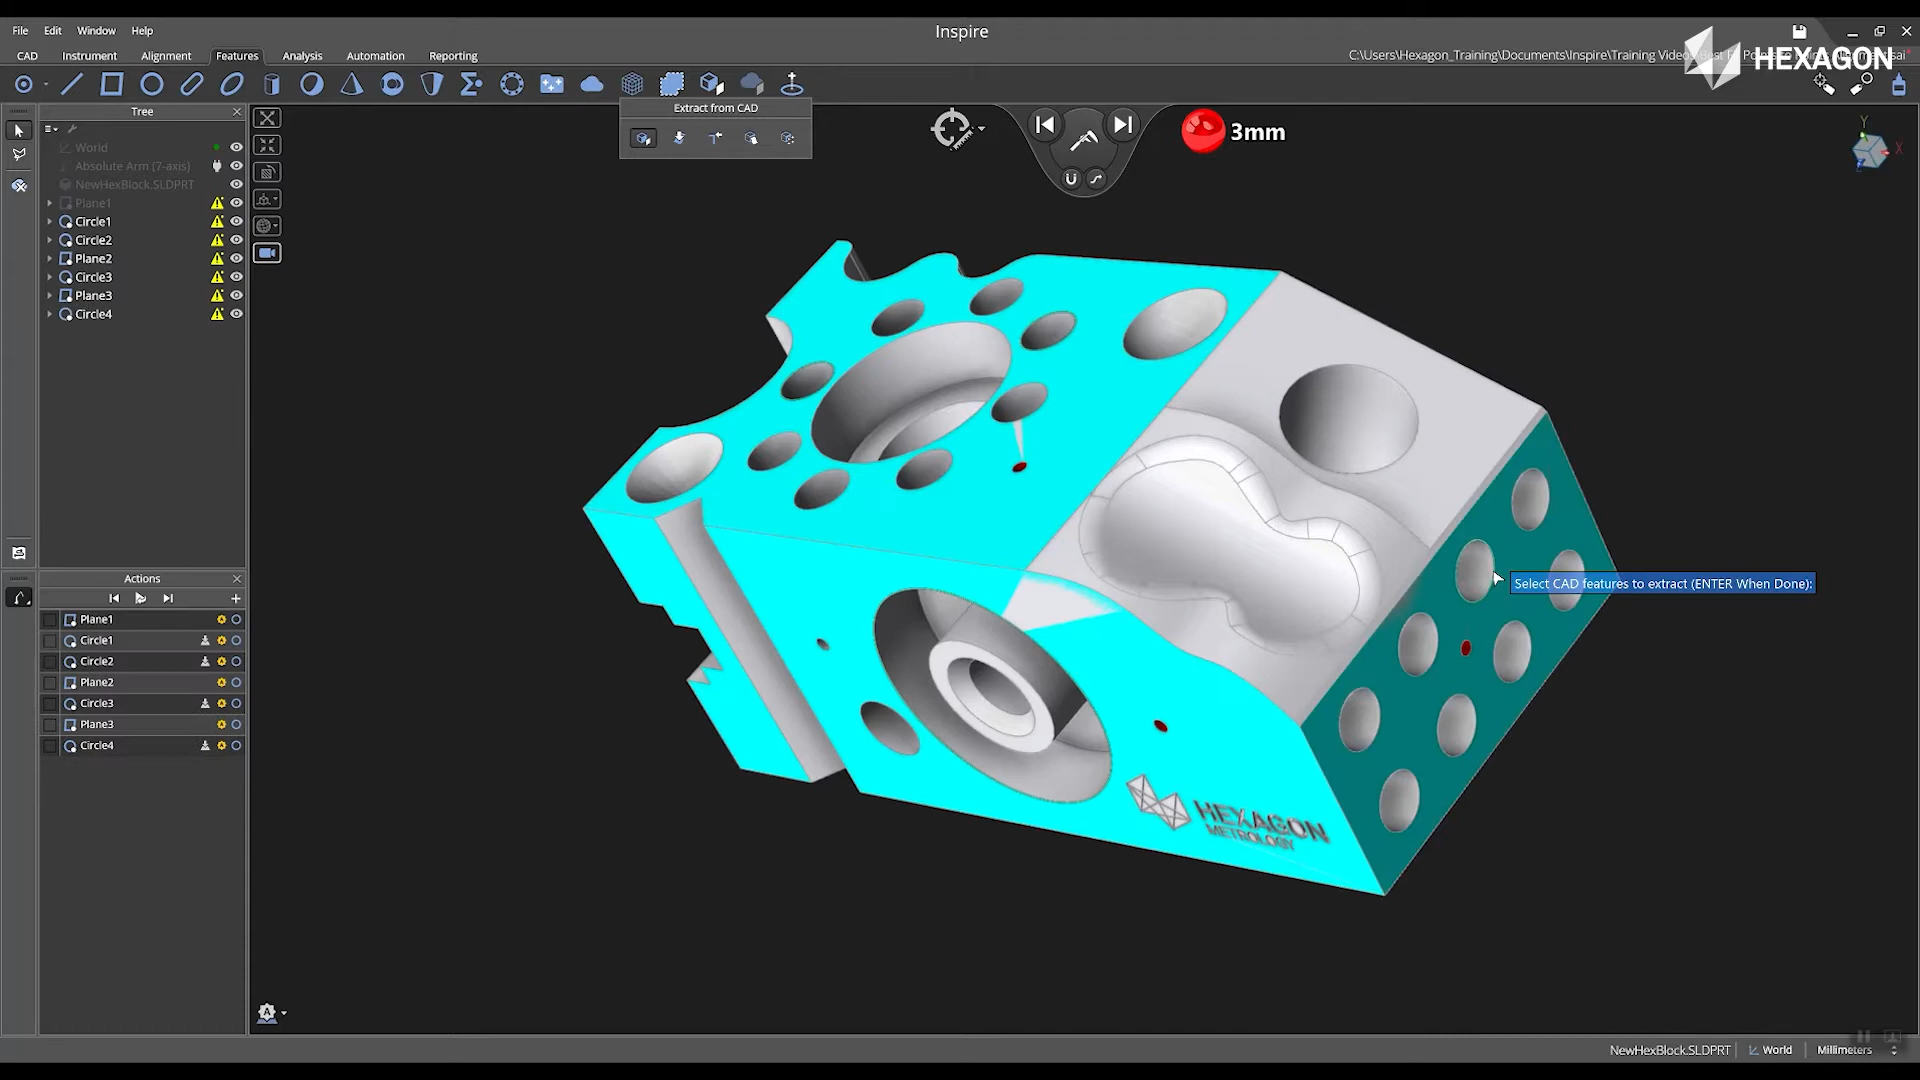 File Edit Window Help
Inspire
CAD Instrument Alignment Features Analysis Automation Reporting
HEXAGON
Tree
Extract from CAD
3mm
World
Absolute Arm (7-axis)
NewHexBlock.SLDPRT
Plane1
Circle1
Circle2
Plane2
Circle3
Plane3
Circle4
Y
X
Select CAD features to extract (ENTER When Done):
Actions
Plane1
Circle1
Circle2
Plane2
Circle3
Plane3
Circle4
HEXAGON
METROLOGY
NewHexBlock.SLDPRT World Millimeters